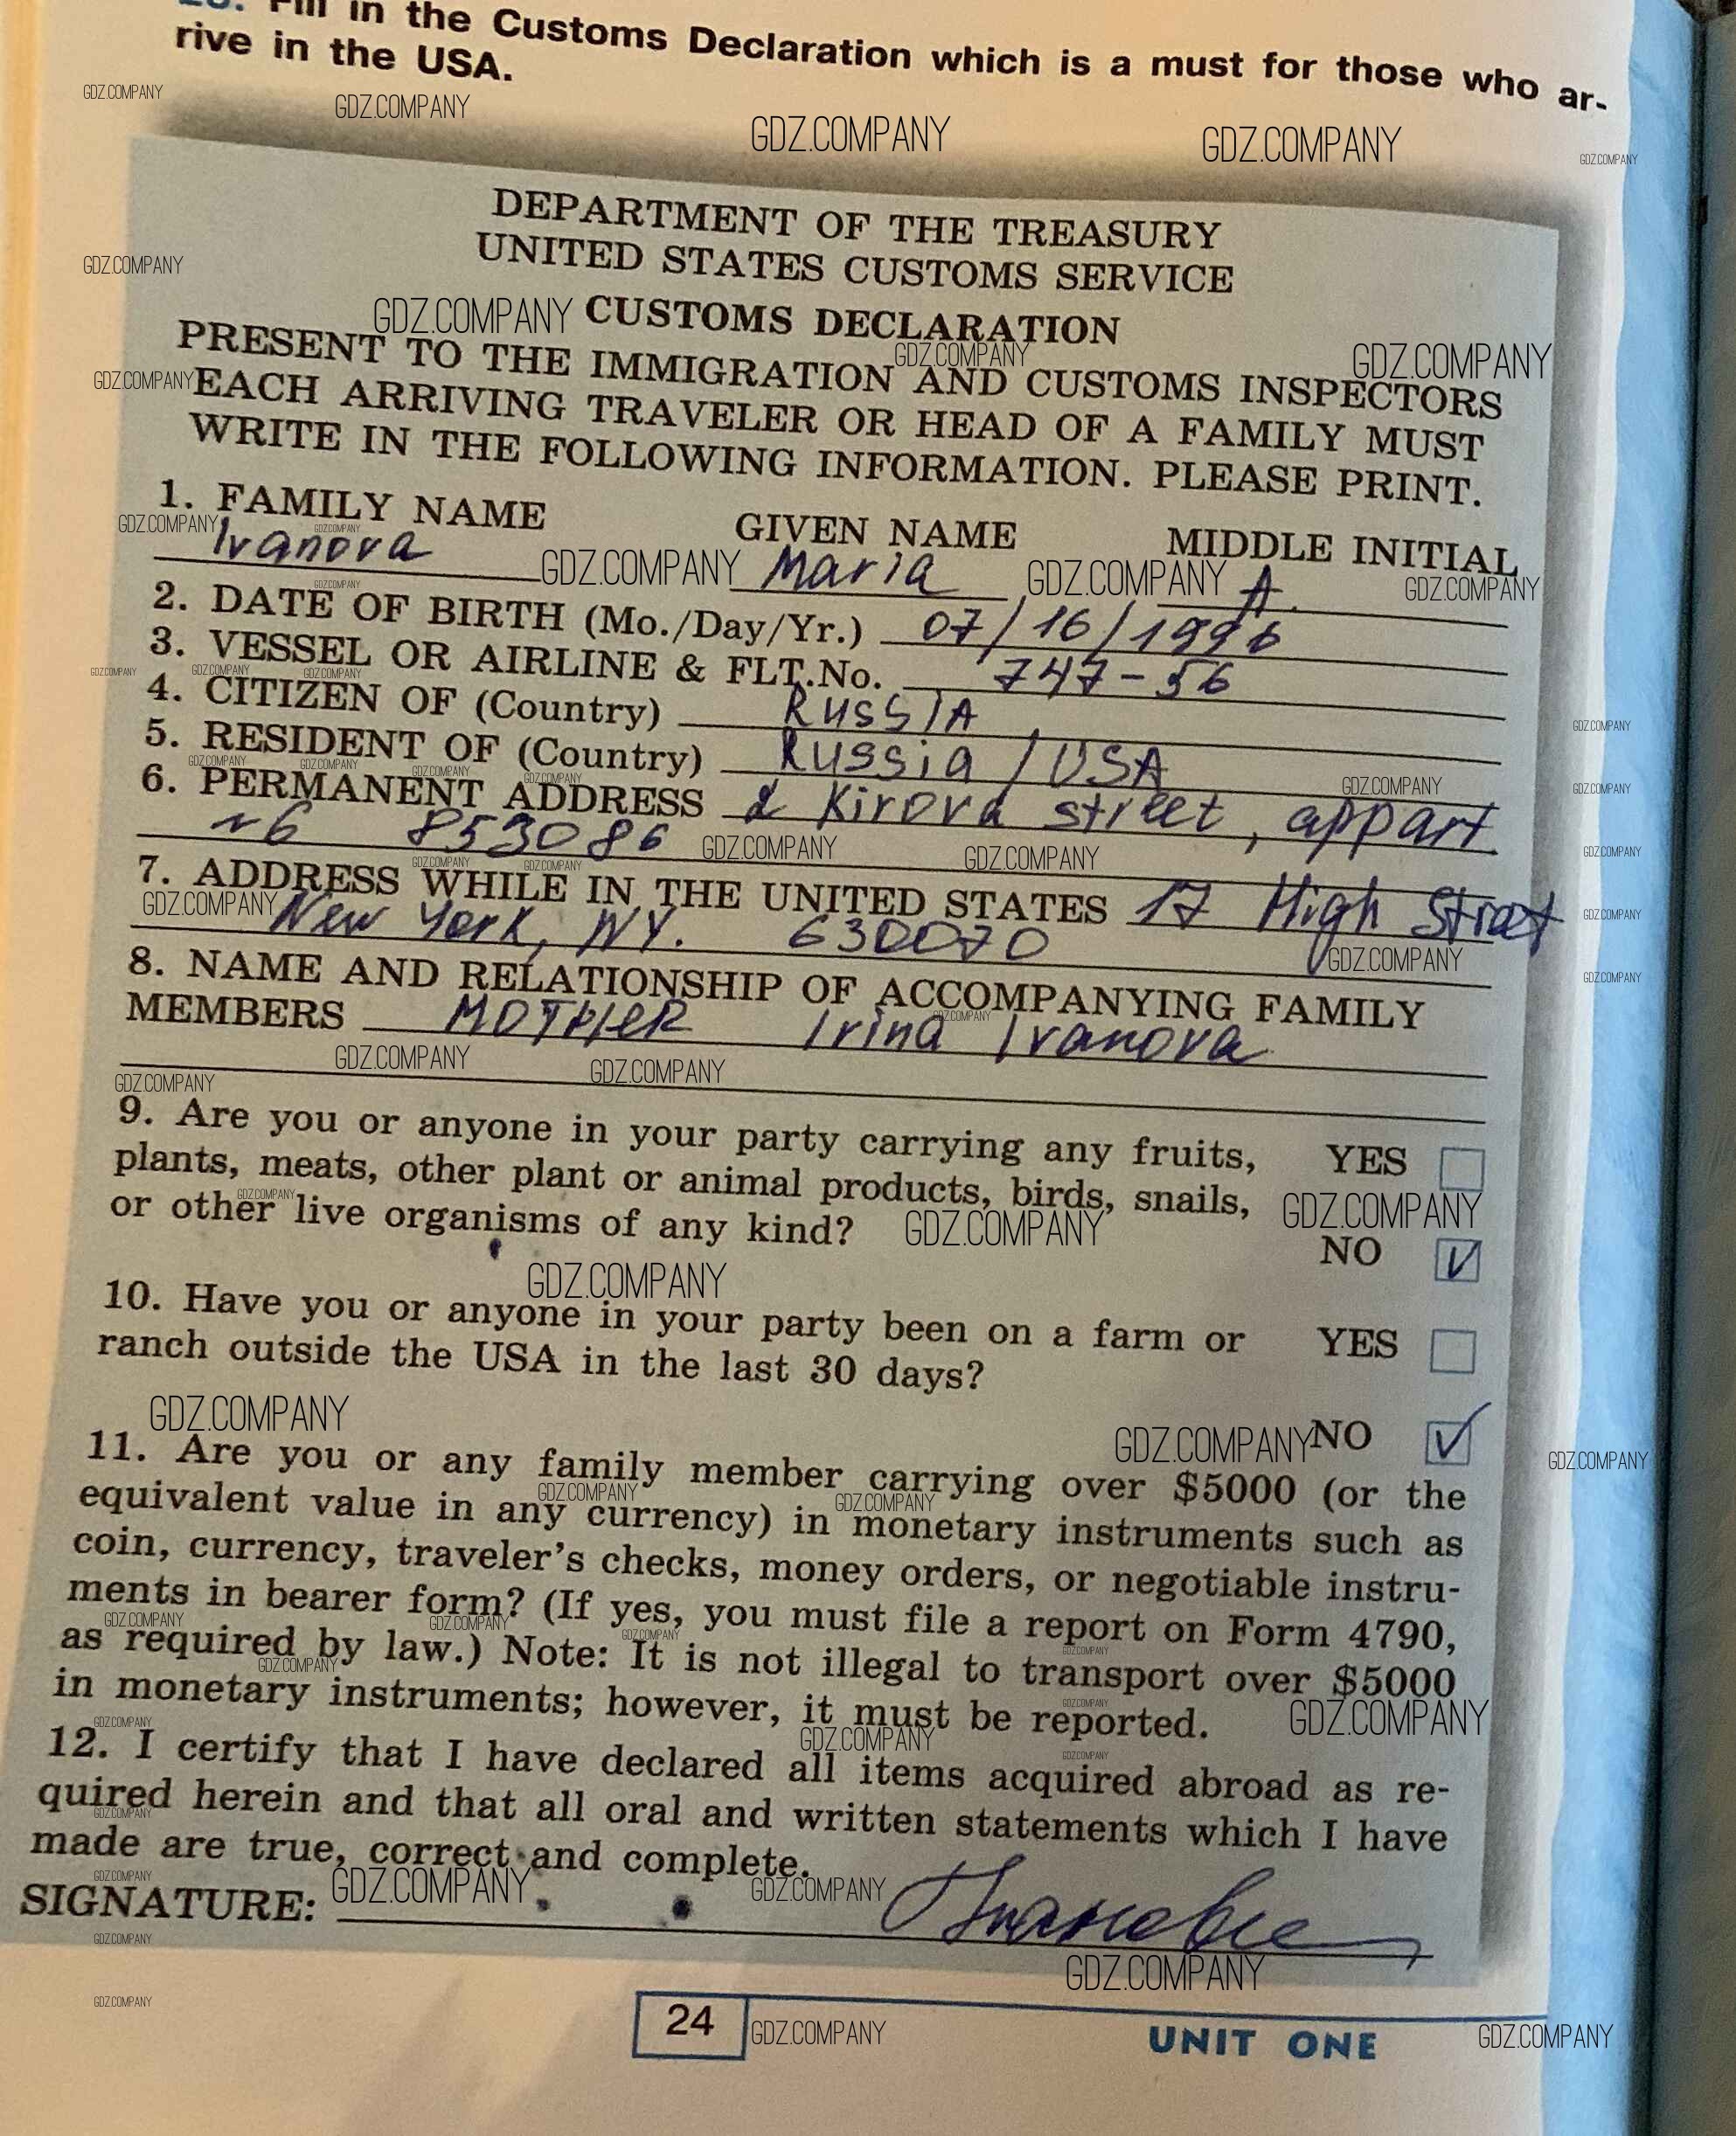 Fill in the Customs Declaration which is a must for those who ar-
rive in the USA.
DEPARTMENT OF THE TREASURY
UNITED STATES CUSTOMS SERVICE
CUSTOMS DECLARATION
PRESENT TO THE IMMIGRATION AND CUSTOMS INSPECTORS
EACH ARRIVING TRAVELER OR HEAD OF A FAMILY MUST
WRITE IN THE FOLLOWING INFORMATION. PLEASE PRINT.
1. FAMILY NAME GIVEN NAME MIDDLE INITIAL
Ivanova Maria A.
2. DATE OF BIRTH (Mo./Day/Yr.) 07/16/1996
3. VESSEL OR AIRLINE & FLT.No. 747-56
4. CITIZEN OF (Country) RUSSIA
5. RESIDENT OF (Country) Russia / USA
6. PERMANENT ADDRESS Kirova street, appart.
6 853086
7. ADDRESS WHILE IN THE UNITED STATES 17 High Street
New York, NY. 630070
8. NAME AND RELATIONSHIP OF ACCOMPANYING FAMILY
MEMBERS MOTHER Irina Ivanova
9. Are you or anyone in your party carrying any fruits, YES
plants, meats, other plant or animal products, birds, snails,
or other live organisms of any kind?
NO V
10. Have you or anyone in your party been on a farm or YES
ranch outside the USA in the last 30 days?
NO V
11. Are you or any family member carrying over $5000 (or the
equivalent value in any currency) in monetary instruments such as
coin, currency, traveler's checks, money orders, or negotiable instru-
ments in bearer form? (If yes, you must file a report on Form 4790,
as required by law.) Note: It is not illegal to transport over $5000
in monetary instruments; however, it must be reported.
12. I certify that I have declared all items acquired abroad as re-
quired herein and that all oral and written statements which I have
made are true, correct and complete.
SIGNATURE: Иванова
24
UNIT ONE
GDZ.COMPANY